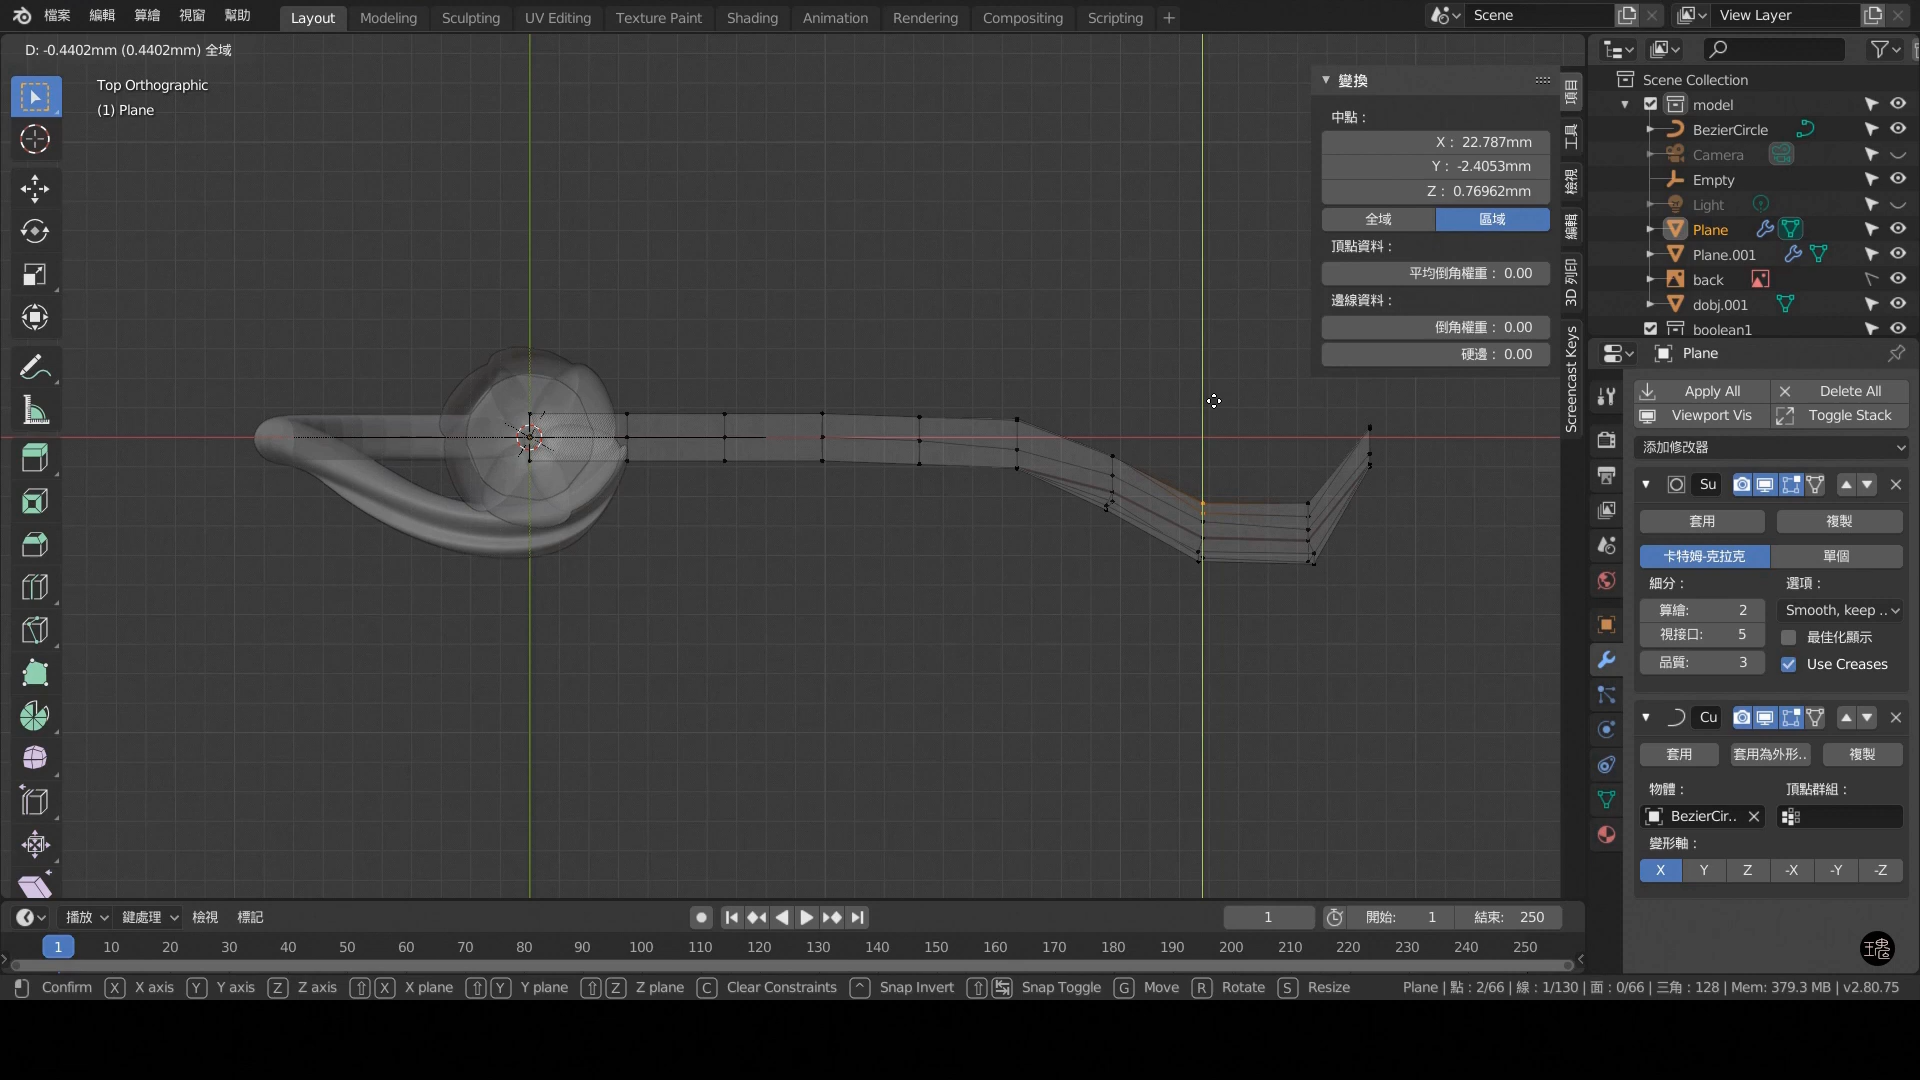 檔案 編輯 算繪 視窗 幫助 Layout Modeling Sculpting UV Editing Texture Paint Shading Animation Rendering Compositing Scripting + Scene View Layer
D: -0.4402mm (0.4402mm) 全域
Top Orthographic
(1) Plane
變換
中點：
X： 22.787mm
Y： -2.4053mm
Z： 0.76962mm
全域 區域
頂點資料：
平均倒角權重： 0.00
邊線資料：
倒角權重： 0.00
硬邊： 0.00
項目
工具
檢視
編輯
3D 列印
Screencast Keys
Scene Collection
model
BezierCircle
Camera
Empty
Light
Plane
Plane.001
back
dobj.001
boolean1
Plane
Apply All Delete All
Viewport Vis Toggle Stack
添加修改器
Su
套用 複製
卡特姆-克拉克 單個
細分： 選項：
算繪: 2 Smooth, keep ..
視接口: 5 最佳化顯示
品質: 3 Use Creases
Cu
套用 套用為外形.. 複製
物體： 頂點群組：
BezierCir..
變形軸：
X Y Z -X -Y -Z
播放 鍵處理 檢視 標記 1 開始: 1 結束: 250
1 10 20 30 40 50 60 70 80 90 100 110 120 130 140 150 160 170 180 190 200 210 220 230 240 250
Confirm X X axis Y Y axis Z Z axis X X plane Y Y plane Z Z plane C Clear Constraints ^ Snap Invert Snap Toggle G Move R Rotate S Resize Plane | 點：2/66 | 線：1/130 | 面：0/66 | 三角：128 | Mem: 379.3 MB | v2.80.75